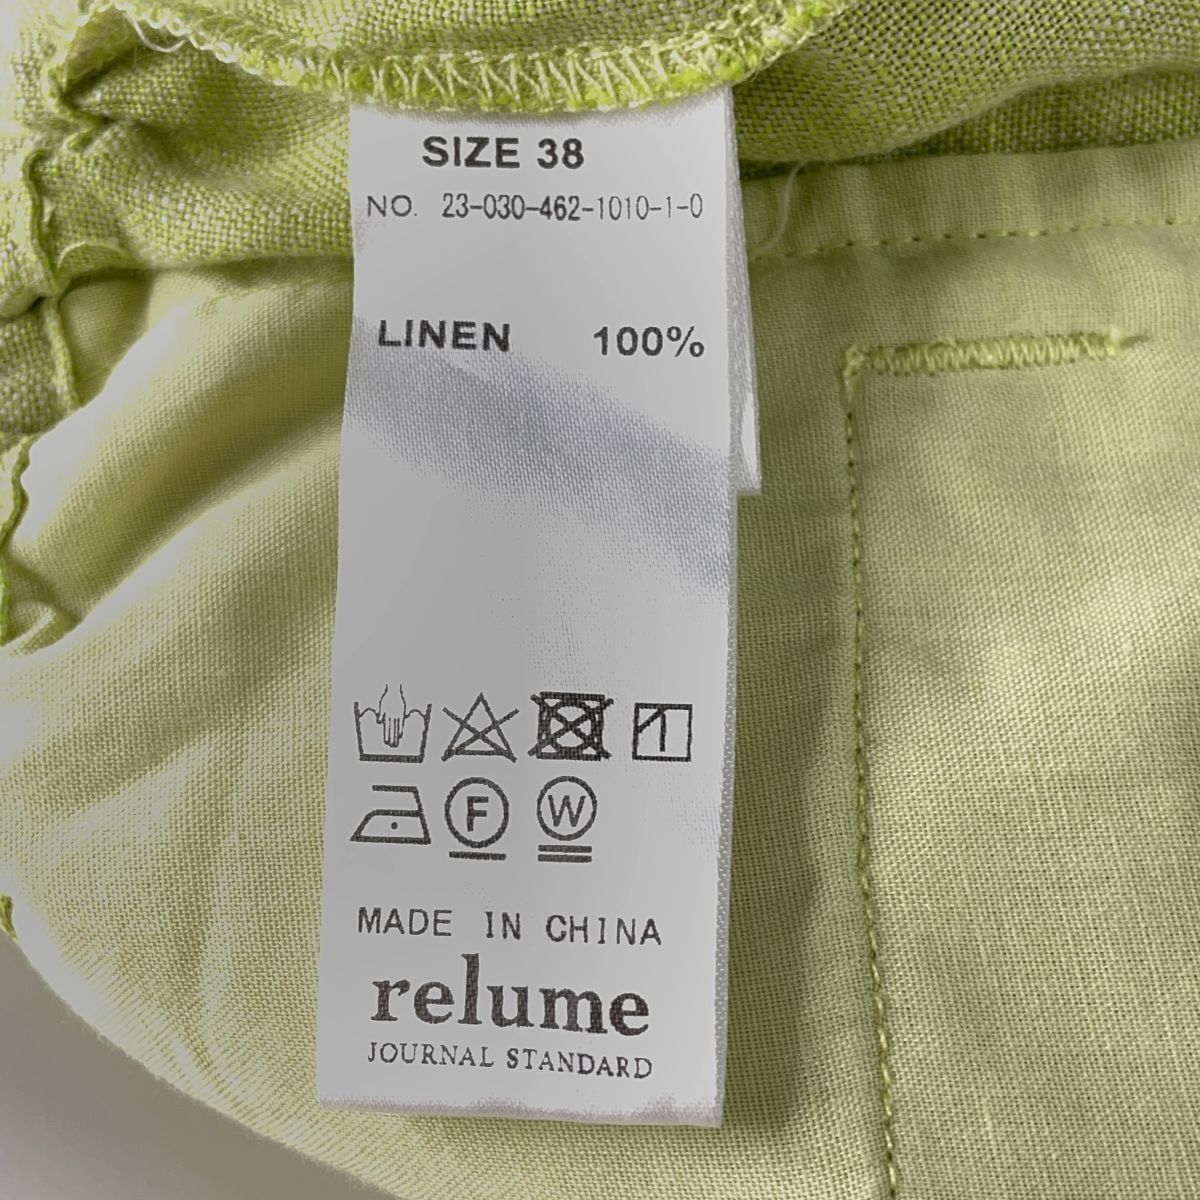 SIZE 38
NO. 23-030-462-1010-1-0
LINEN 100%
F W
MADE IN CHINA
relume
JOURNAL STANDARD